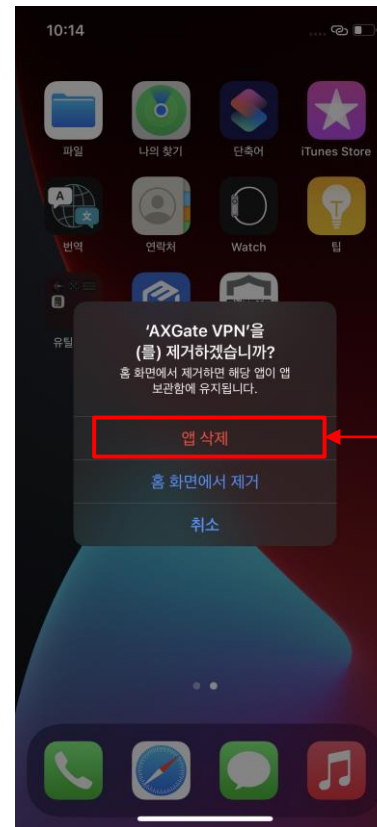 10:14
파일
나의 찾기
단축어
iTunes Store
A
文
번역
연락처
Watch
팁
유틸
'AXGate VPN'을
(를) 제거하겠습니까?
홈 화면에서 제거하면 해당 앱이 앱
보관함에 유지됩니다.
앱 삭제
홈 화면에서 제거
취소